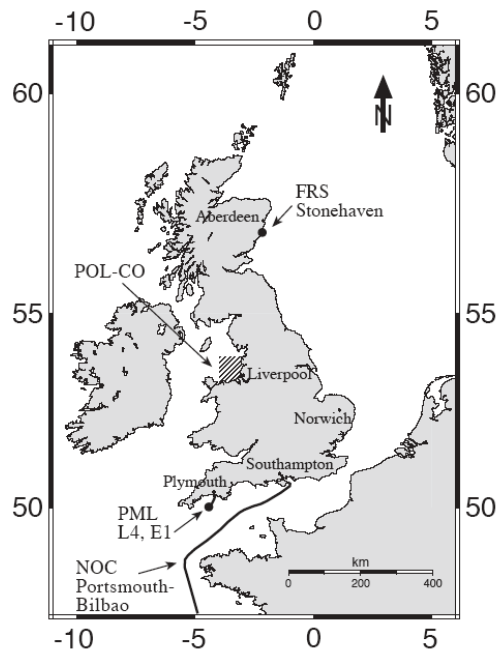 -10 -5 0 5
60 60
N
FRS
Stonehaven
Aberdeen
POL-CO
55 55
Liverpool
Norwich
Southampton
Plymouth
50 50
PML
L4, E1
NOC
Portsmouth-
Bilbao
km
0 200 400
-10 -5 0 5